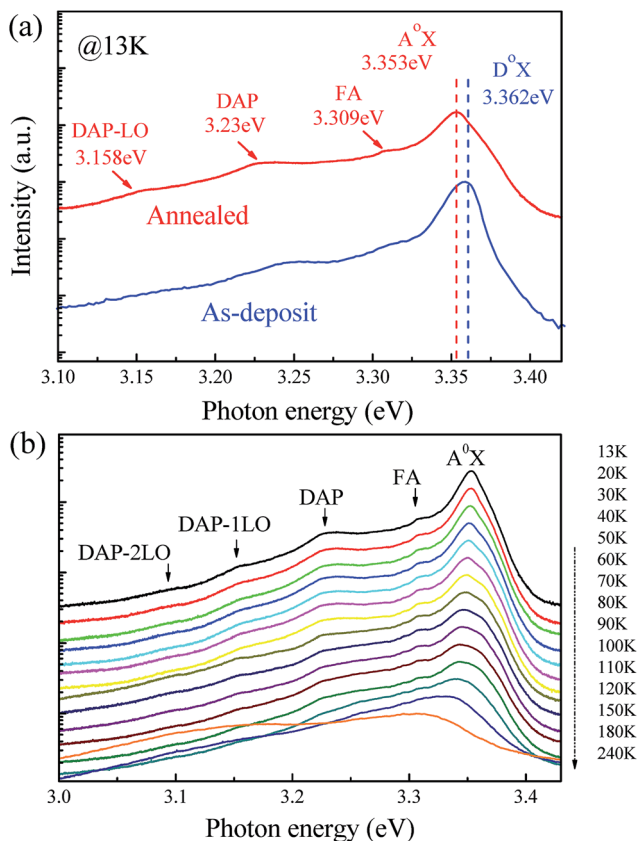 (a)
@13K
A°X
3.353eV
D°X
3.362eV
FA
3.309eV
DAP
3.23eV
DAP-LO
3.158eV
Annealed
As-deposit
Intensity (a.u.)
3.10 3.15 3.20 3.25 3.30 3.35 3.40
Photon energy (eV)
(b)
A⁰X
FA
DAP
DAP-1LO
DAP-2LO
13K
20K
30K
40K
50K
60K
70K
80K
90K
100K
110K
120K
150K
180K
240K
3.0 3.1 3.2 3.3 3.4
Photon energy (eV)